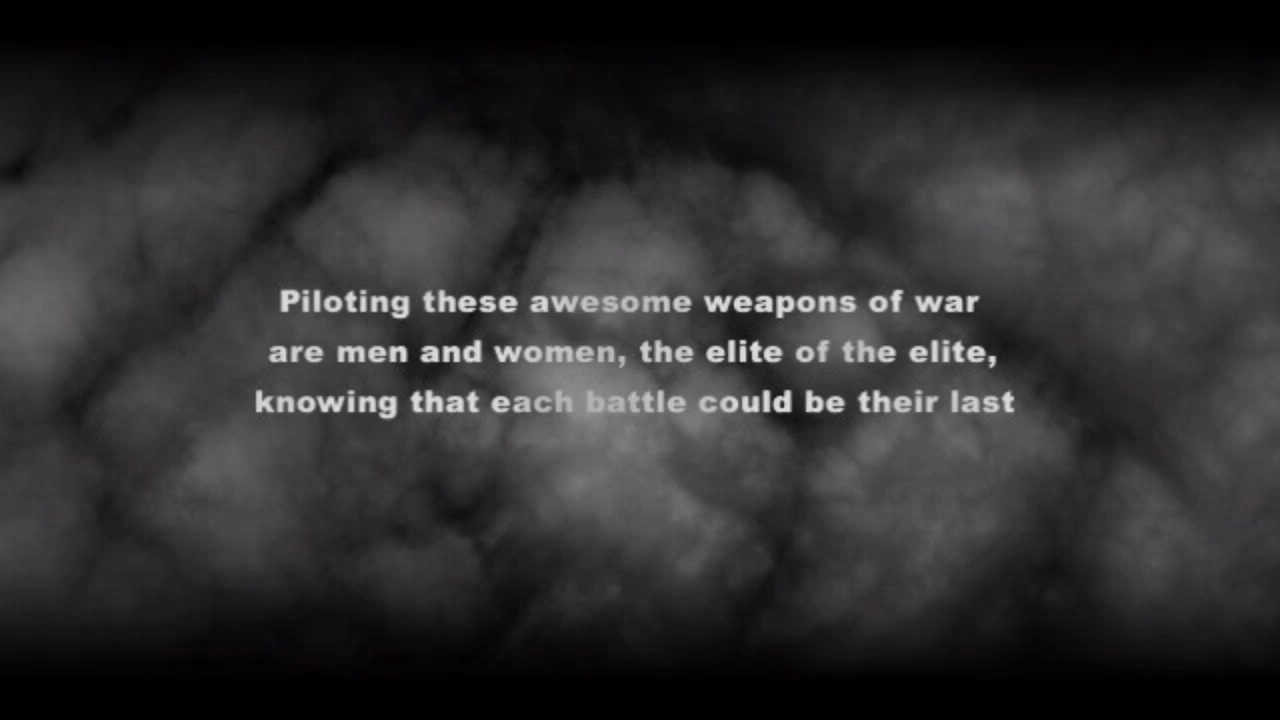 Piloting these awesome weapons of war
are men and women, the elite of the elite,
knowing that each battle could be their last